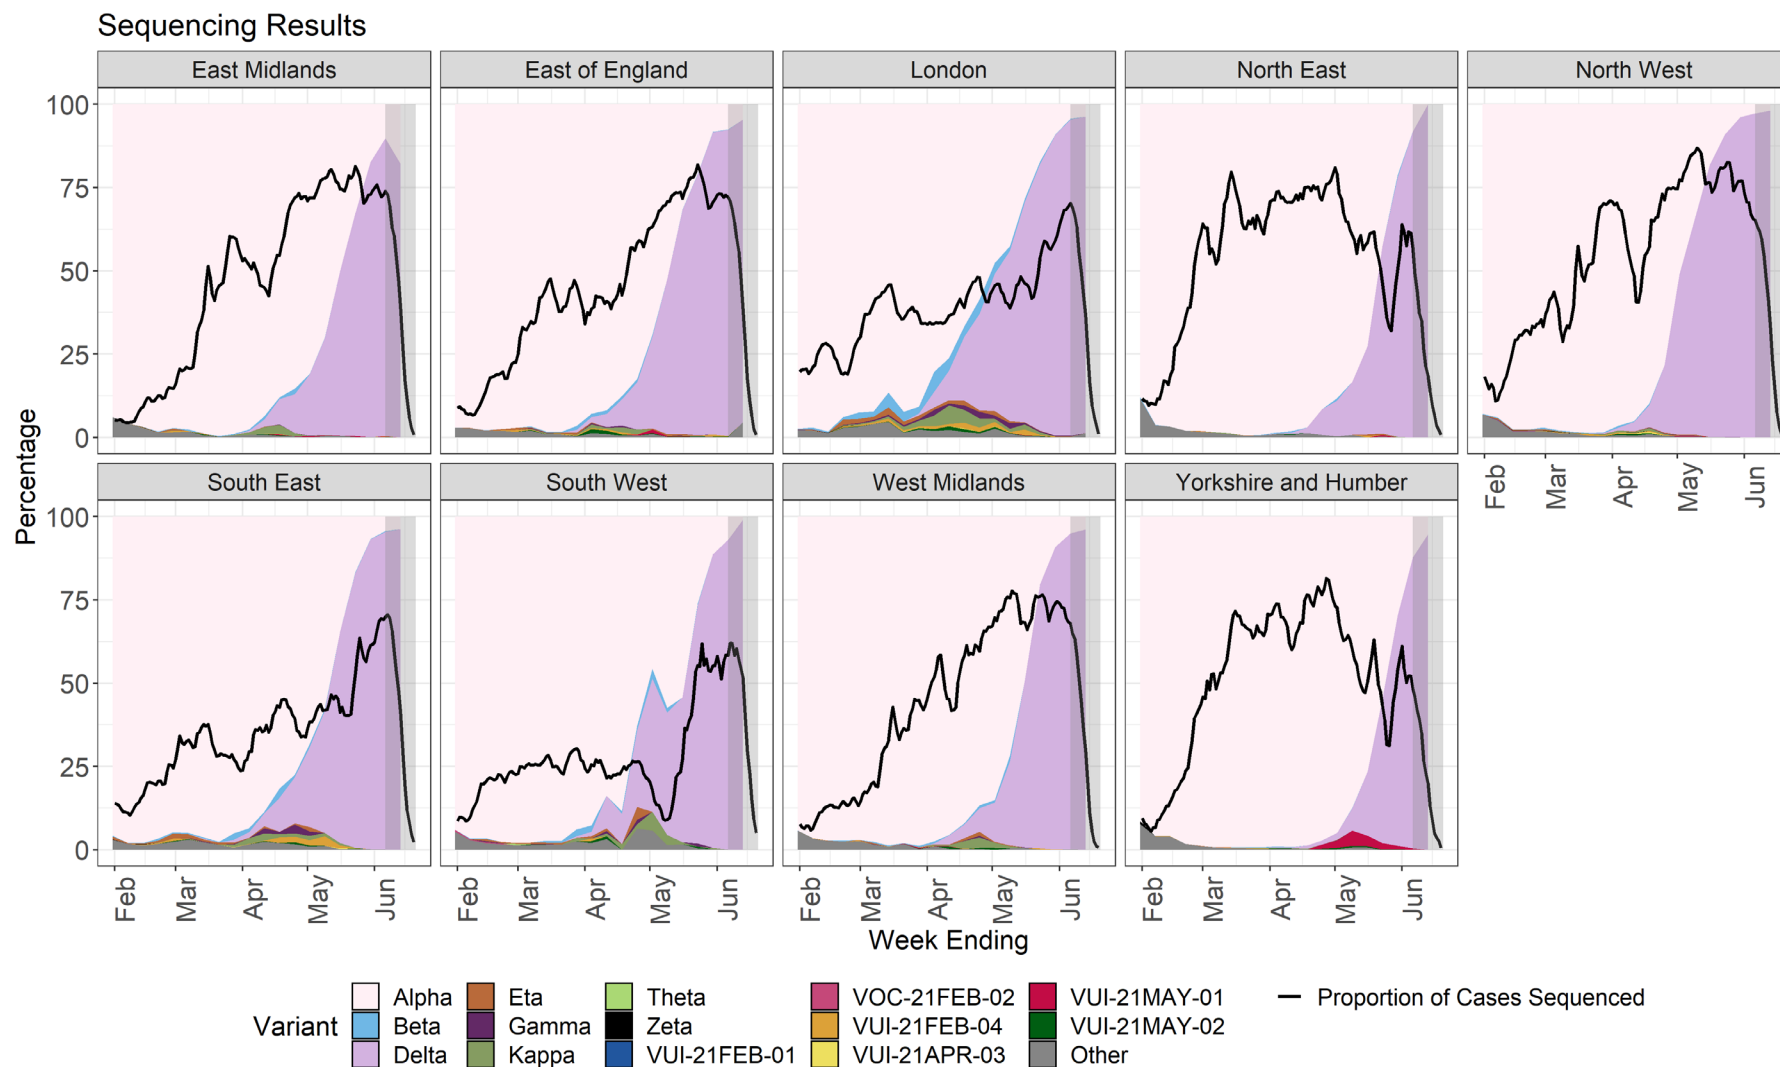 Sequencing Results
East Midlands
East of England
London
North East
North West
Percentage
100
75
50
25
0
Feb Mar Apr May Jun
South East
South West
West Midlands
Yorkshire and Humber
100
75
50
25
0
Feb Mar Apr May Jun
Feb Mar Apr May Jun
Feb Mar Apr May Jun
Feb Mar Apr May Jun
Week Ending
Variant
Alpha
Beta
Delta
Eta
Gamma
Kappa
Theta
Zeta
VUI-21FEB-01
VOC-21FEB-02
VUI-21FEB-04
VUI-21APR-03
VUI-21MAY-01
VUI-21MAY-02
Other
Proportion of Cases Sequenced